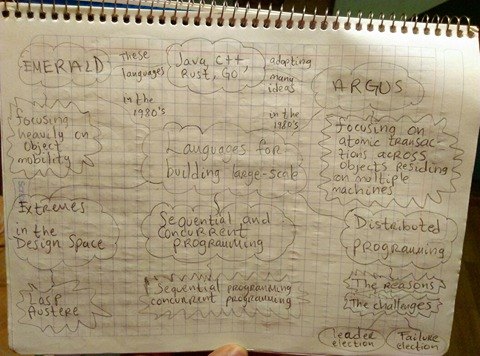 EMERALD
These
languages
in the
1980's
Java, C++,
Rust, GO
adopting
many
ideas
in the
1980's
ARGUS
focusing
heavily on
Object
mobility
Languages for
building large-scale
focusing on
atomic transac-
tions across
Objects residing
on multiple
machines
Extremes
in the
Design Space
Sequential and
concurrent
programming
Distributed
programming
Austere
Sequential programming
concurrent programming
The reasons
The challenges
leader
election
Failure
election